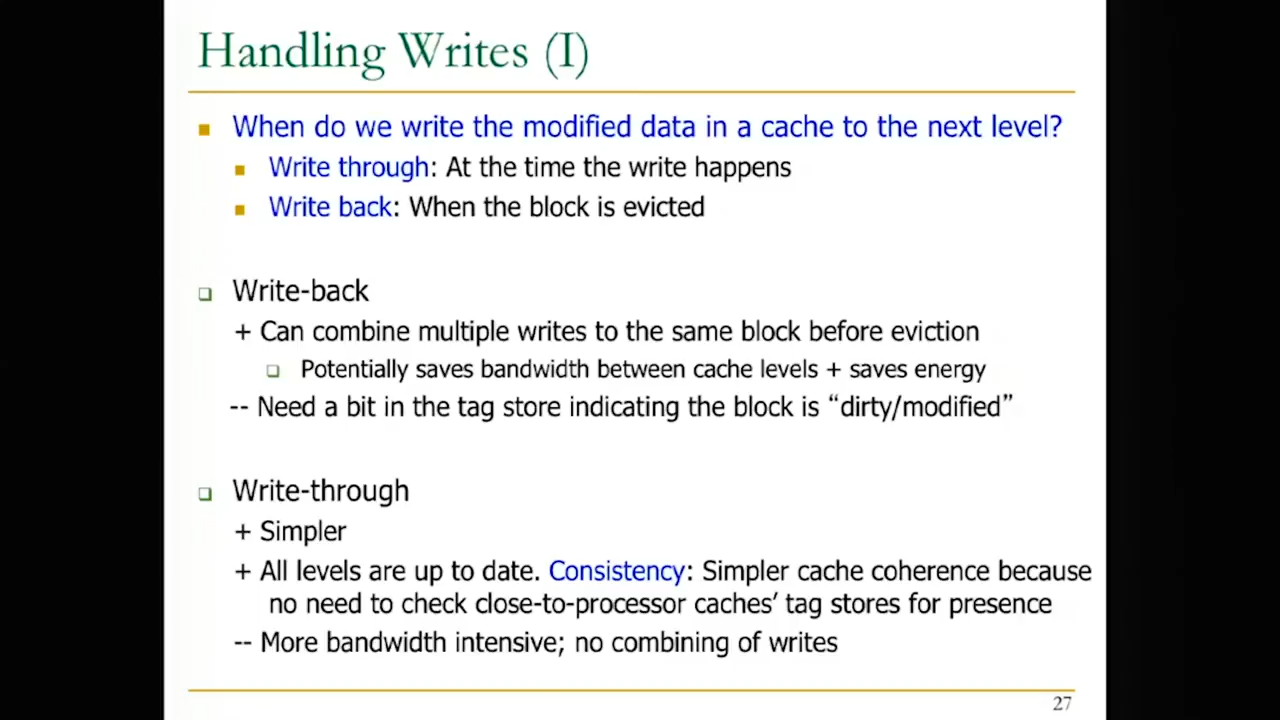 Handling Writes (I)
When do we write the modified data in a cache to the next level?
Write through: At the time the write happens
Write back: When the block is evicted
Write-back
+ Can combine multiple writes to the same block before eviction
Potentially saves bandwidth between cache levels + saves energy
-- Need a bit in the tag store indicating the block is “dirty/modified”
Write-through
+ Simpler
+ All levels are up to date. Consistency: Simpler cache coherence because
no need to check close-to-processor caches’ tag stores for presence
-- More bandwidth intensive; no combining of writes
27